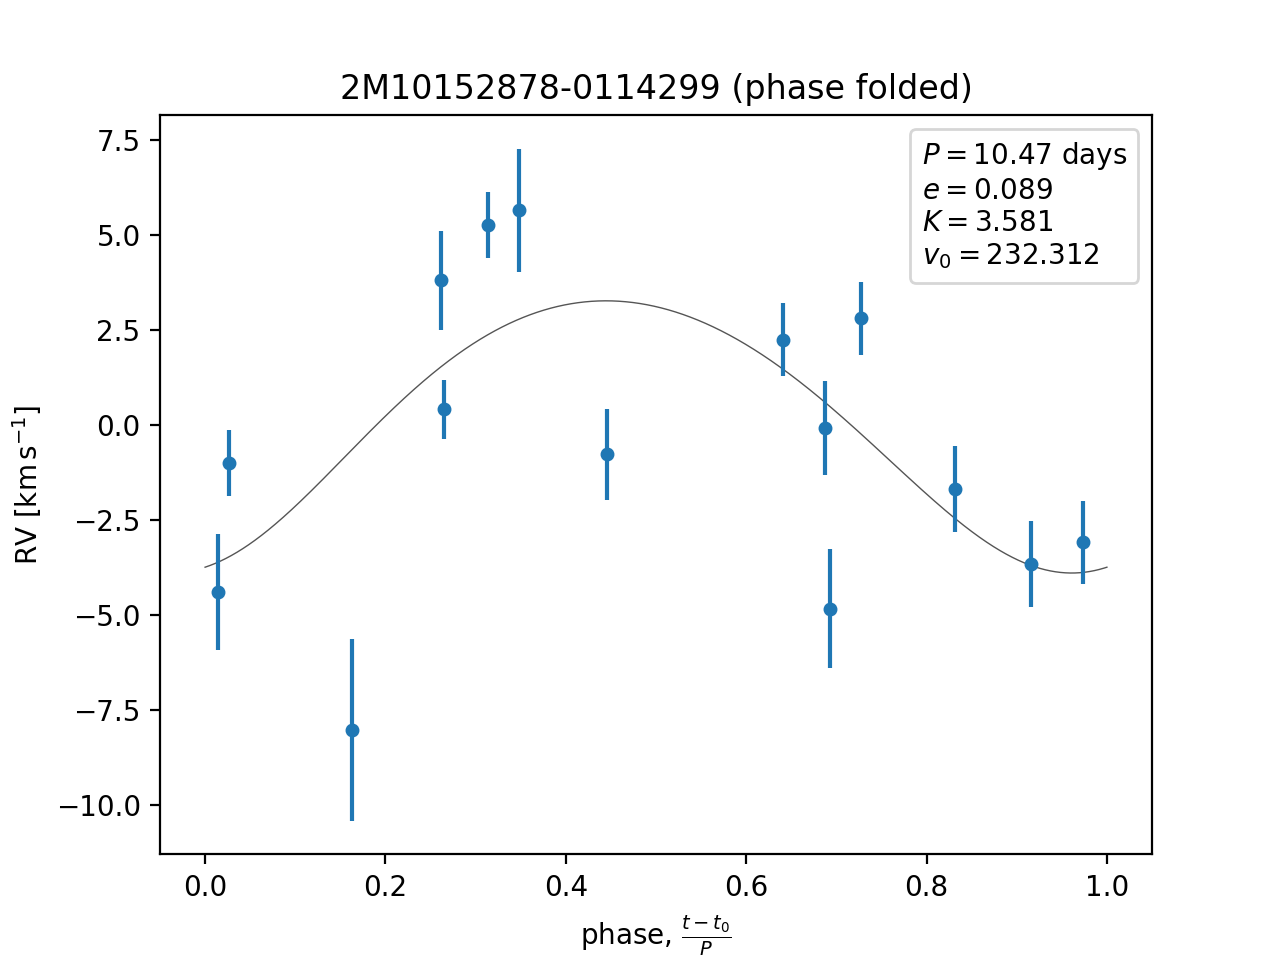 2M10152878-0114299 (phase folded)
P = 10.47 days
e = 0.089
K = 3.581
v₀ = 232.312
7.5
5.0
2.5
0.0
−2.5
−5.0
−7.5
−10.0
RV [km s⁻¹]
0.0 0.2 0.4 0.6 0.8 1.0
phase, (t − t₀)/P